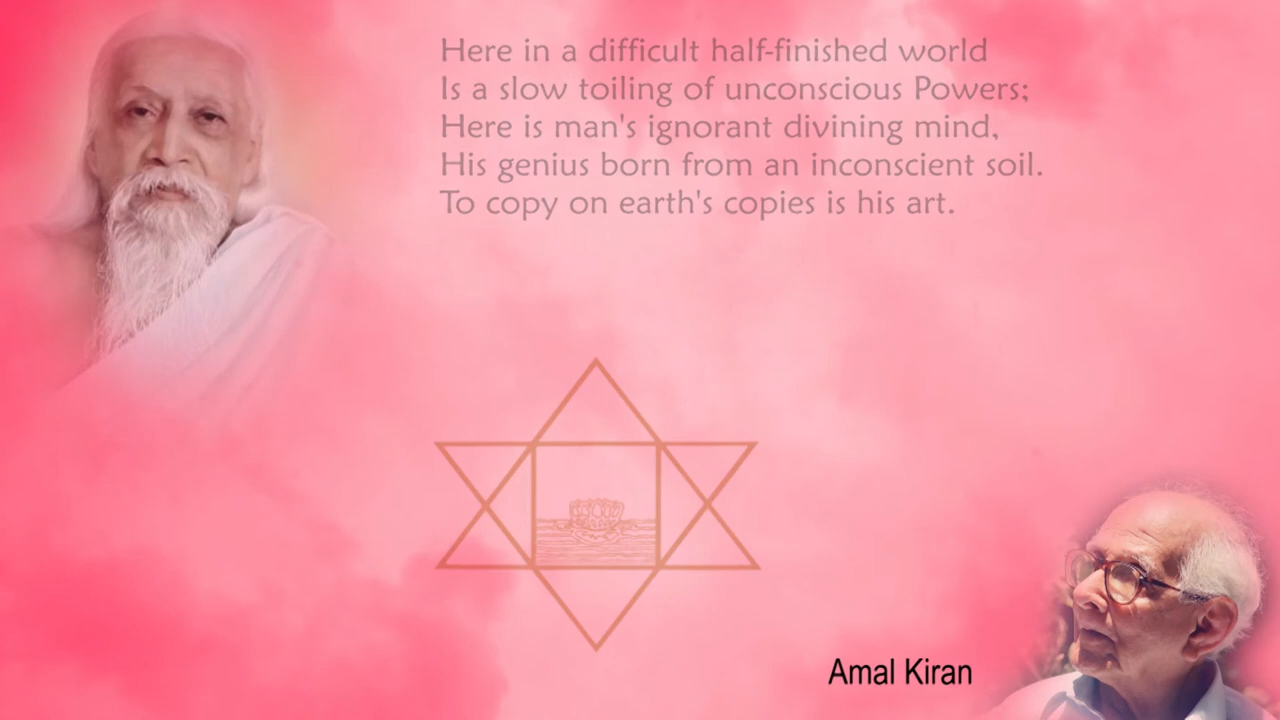 Here in a difficult half-finished world
Is a slow toiling of unconscious Powers;
Here is man's ignorant divining mind,
His genius born from an inconscient soil.
To copy on earth's copies is his art.
Amal Kiran